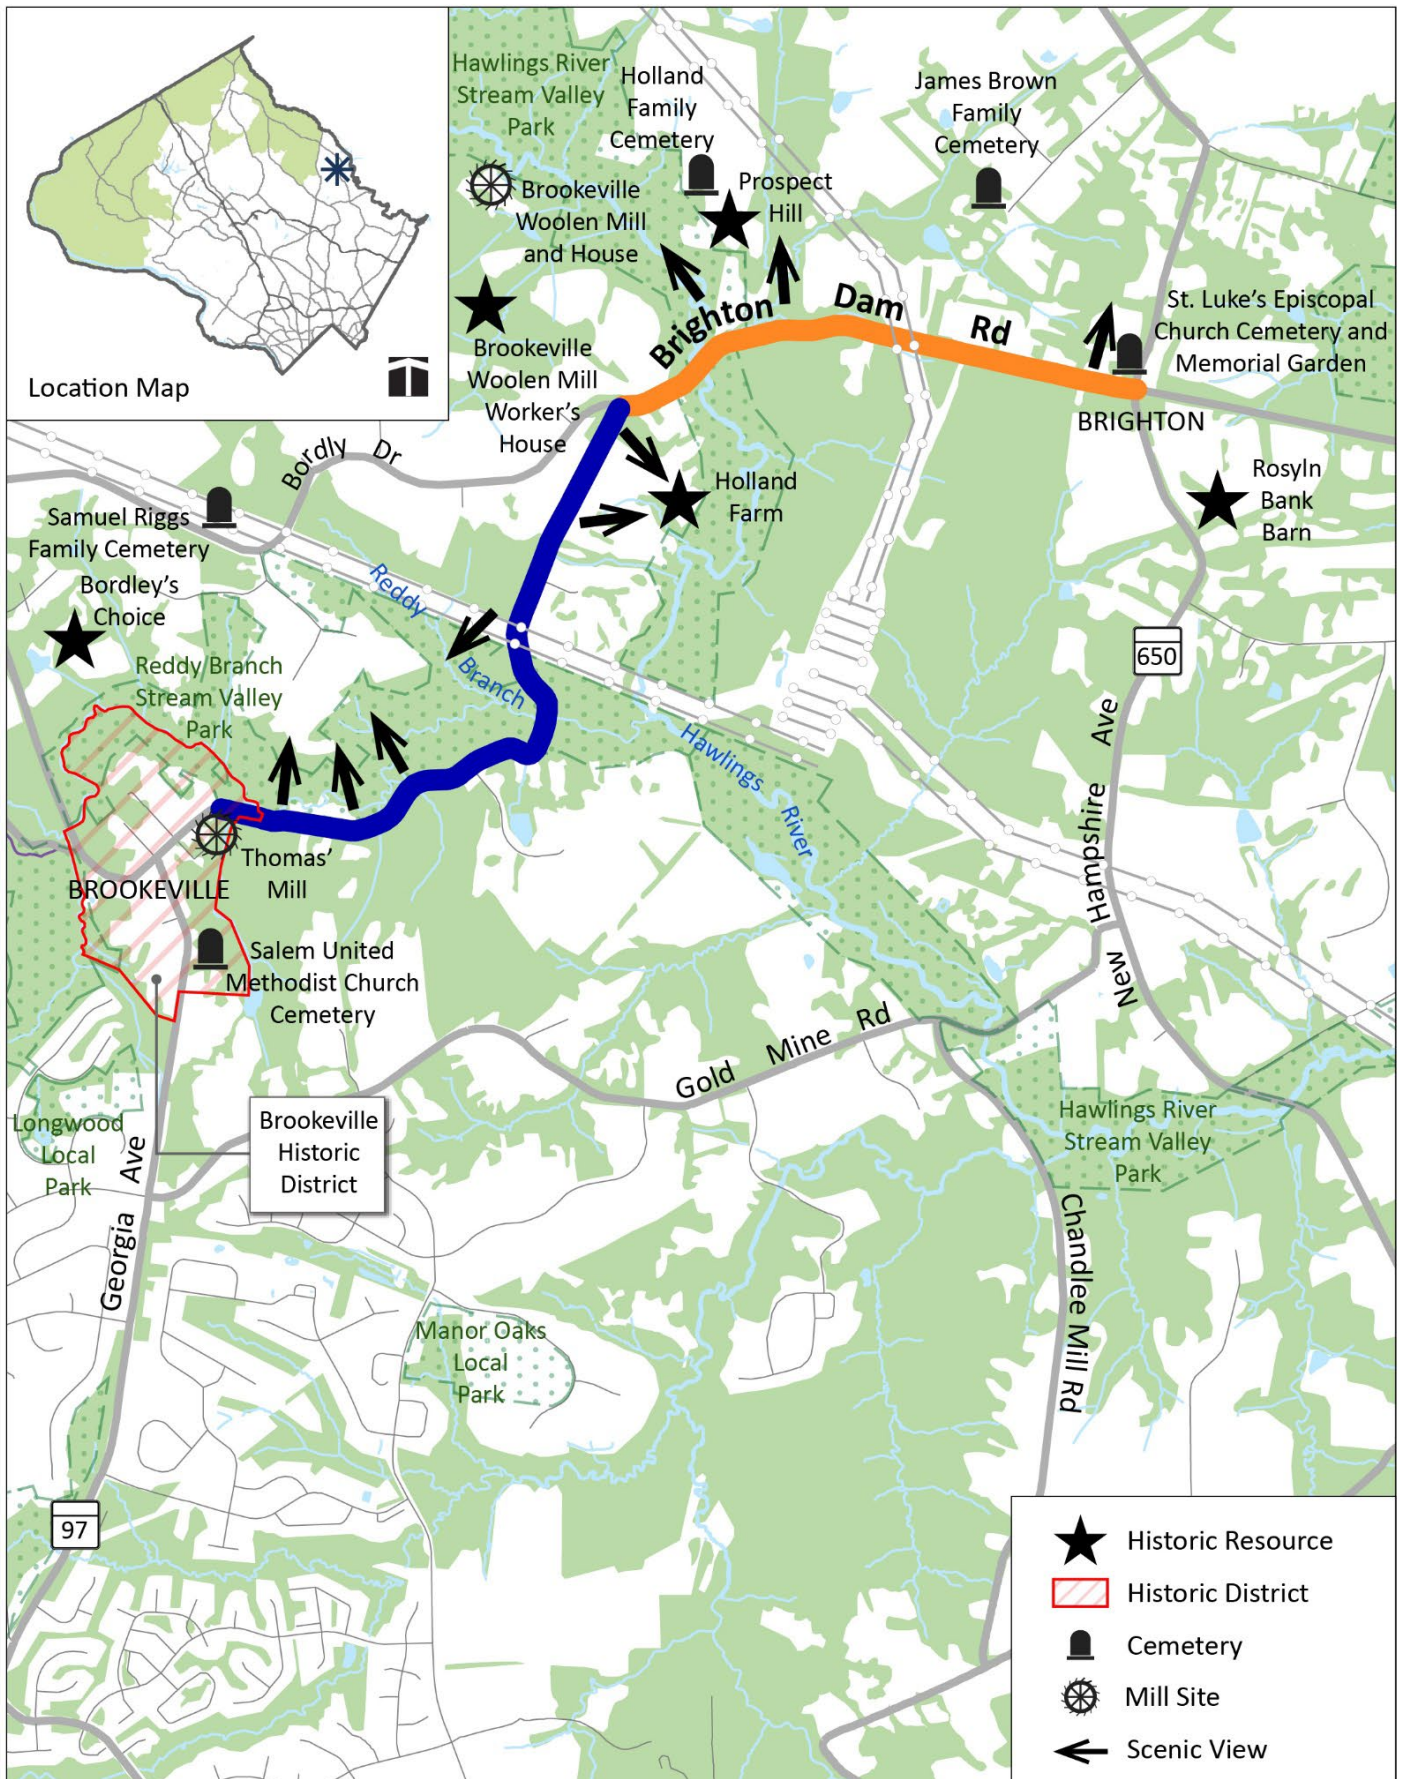 Location Map
Hawlings River
Stream Valley
Park
Holland
Family
Cemetery
James Brown
Family
Cemetery
Brookeville
Woolen Mill
and House
Prospect
Hill
Brighton Dam Rd
St. Luke's Episcopal
Church Cemetery and
Memorial Garden
Brookeville
Woolen Mill
Worker's
House
BRIGHTON
Bordly Dr
Holland
Farm
Rosyln
Bank
Barn
Samuel Riggs
Family Cemetery
Bordley's
Choice
Reddy
Branch
650
Reddy Branch
Stream Valley
Park
Hawlings
River
New Hampshire Ave
Thomas'
Mill
BROOKEVILLE
Salem United
Methodist Church
Cemetery
Gold Mine Rd
Brookeville
Historic
District
Longwood
Local
Park
Hawlings River
Stream Valley
Park
Georgia Ave
Chandlee Mill Rd
Manor Oaks
Local
Park
97
Historic Resource
Historic District
Cemetery
Mill Site
Scenic View